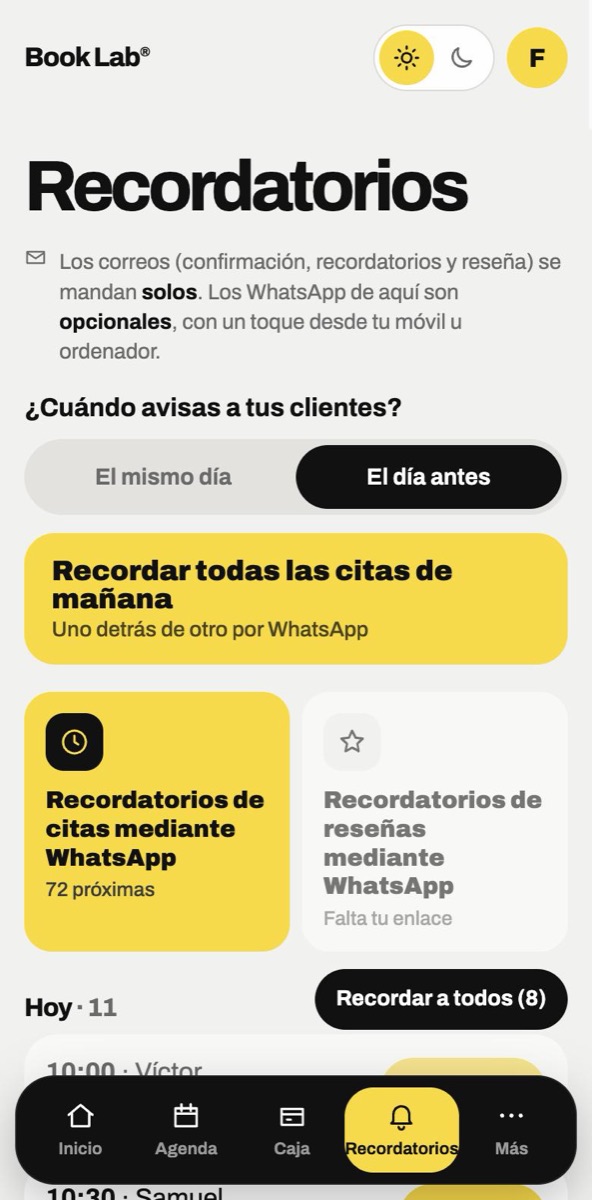 Book Lab®
F
Recordatorios
Los correos (confirmación, recordatorios y reseña) se
mandan solos. Los WhatsApp de aquí son
opcionales, con un toque desde tu móvil u
ordenador.
¿Cuándo avisas a tus clientes?
El mismo día
El día antes
Recordar todas las citas de
mañana
Uno detrás de otro por WhatsApp
Recordatorios de
citas mediante
WhatsApp
72 próximas
Recordatorios de
reseñas
mediante
WhatsApp
Falta tu enlace
Hoy · 11
Recordar a todos (8)
10:00 · Víctor
Inicio
Agenda
Caja
Recordatorios
Más
10:30 · Samuel